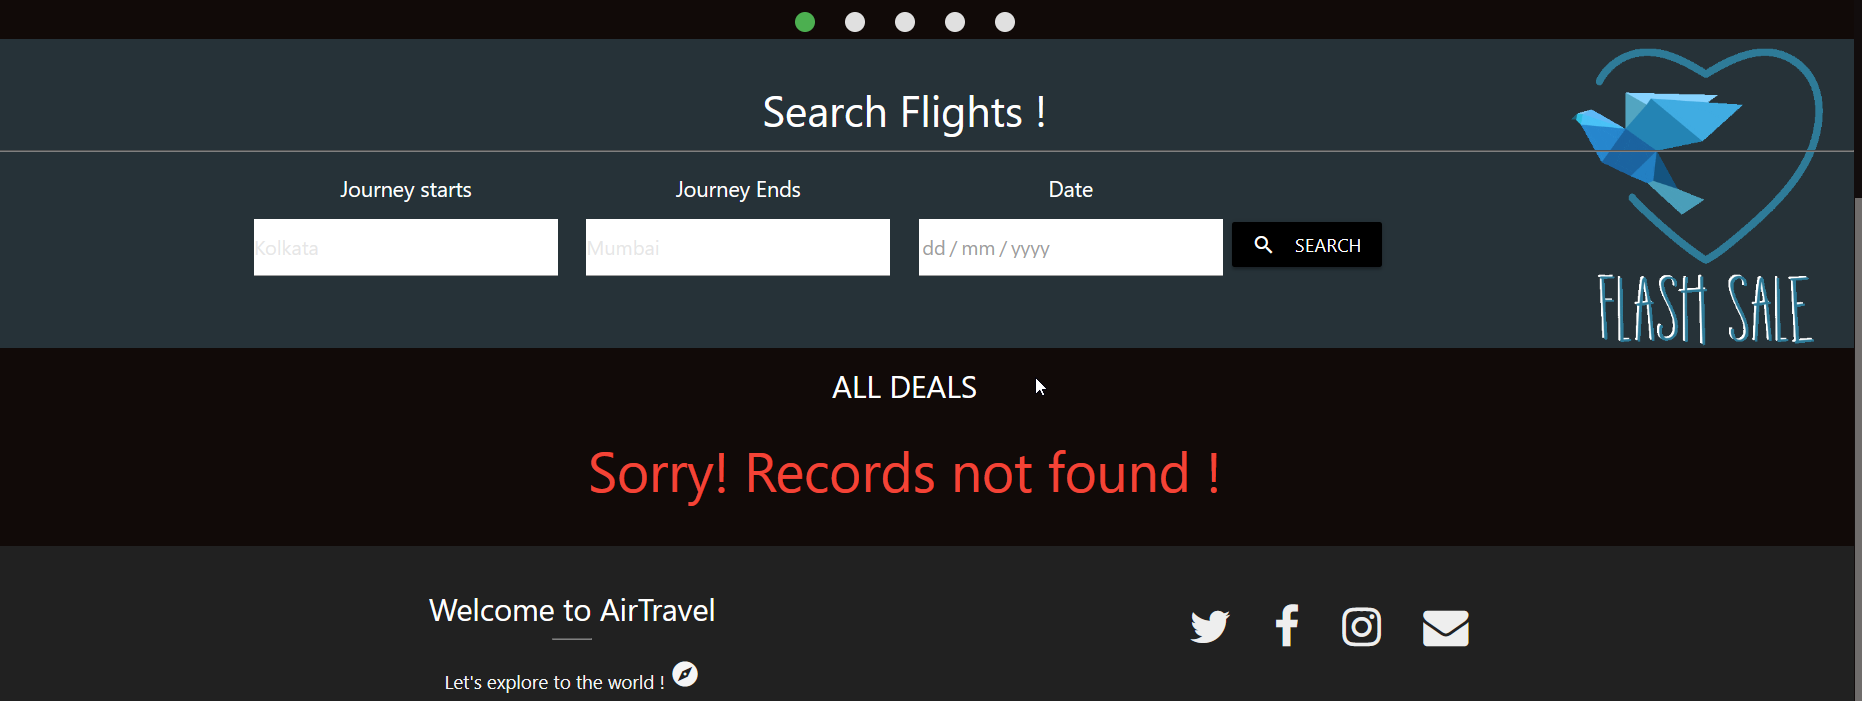 Search Flights !
Journey starts
Journey Ends
Date
Kolkata
Mumbai
dd / mm / yyyy
SEARCH
FLASH SALE
ALL DEALS
Sorry! Records not found !
Welcome to AirTravel
Let's explore to the world !